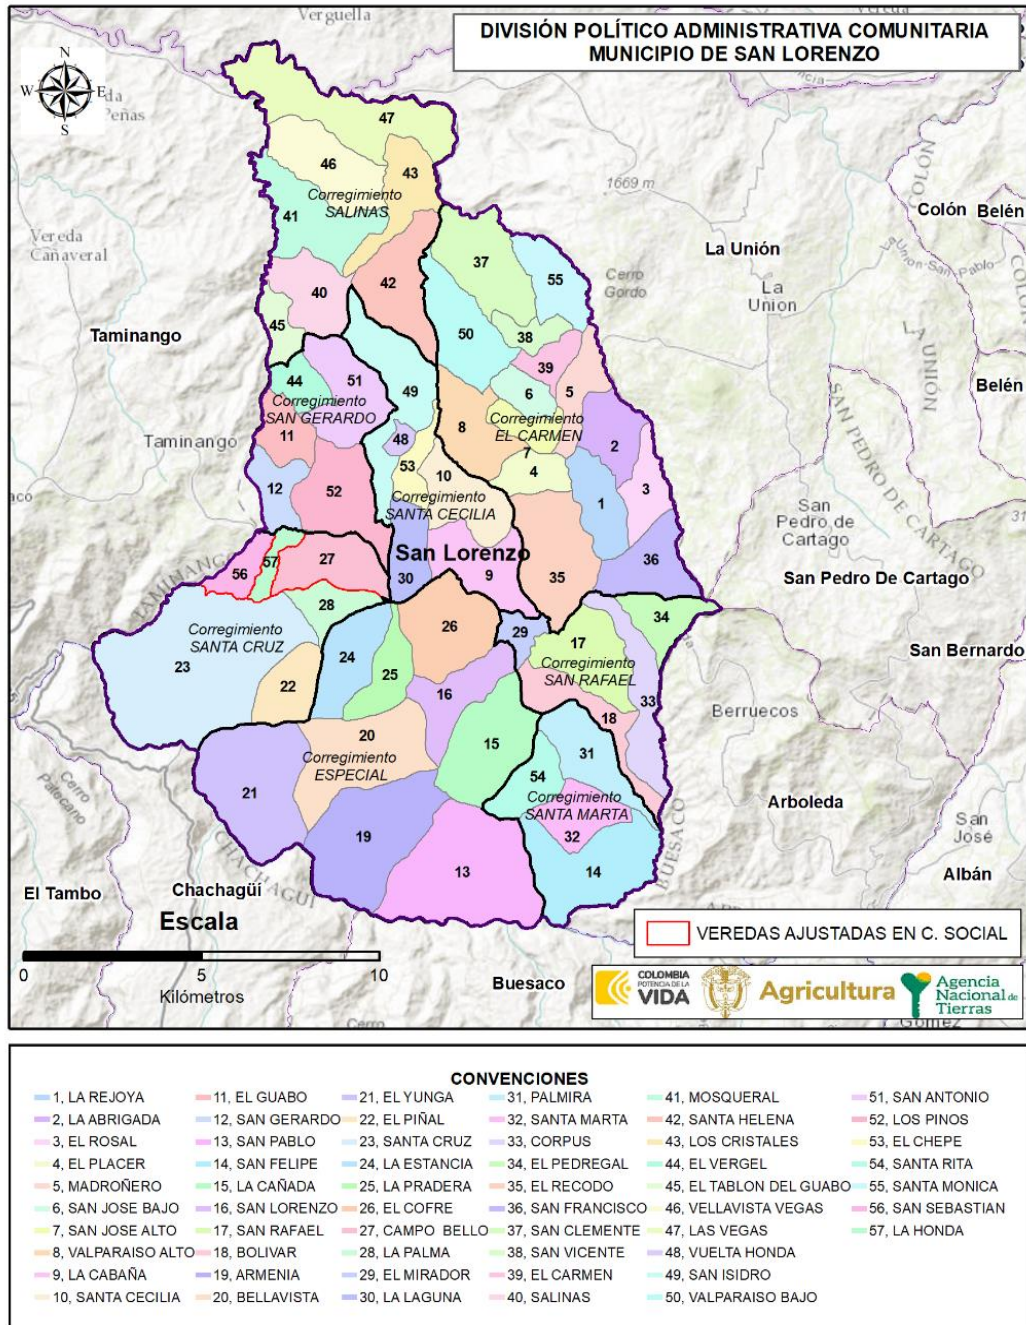 DIVISIÓN POLÍTICO ADMINISTRATIVA COMUNITARIA
MUNICIPIO DE SAN LORENZO
Verguella
N
W E
S
47
46
43
Corregimiento
SALINAS
41
1669 m
COLÓN
Colón
Belén
Vereda
Cañaveral
La Unión
37
55
Cerro
Gordo
La
Union
La Union-San-Pablo
40
42
50
45
38
Taminango
39
LA UNIÓN
44
51
49
6
5
Belén
Corregimiento
SAN GERARDO
Corregimiento
EL CARMEN
11
48
8
7
2
Taminango
53
10
4
12
52
3
Corregimiento
SANTA CECILIA
1
SAN PEDRO DE CARTAGO
San
Pedro de
Cartago
San Lorenzo
57
27
56
30
9
35
36
San Pedro De Cartago
TAMINANGO
28
34
Corregimiento
SANTA CRUZ
26
29
17
23
24
25
Corregimiento
SAN RAFAEL
San Bernardo
22
16
33
18
Berruecos
20
15
31
Corregimiento
ESPECIAL
21
54
Corregimiento
SANTA MARTA
Arboleda
19
32
San
José
13
14
BUESACO
Albán
El Tambo
Chachagüí
CHACHAGUI
Escala
VEREDAS AJUSTADAS EN C. SOCIAL
0 5 10
Kilómetros
Buesaco
COLOMBIA
POTENCIA DE LA
VIDA
Agricultura
Agencia
Nacional de
Tierras
CONVENCIONES
1, LA REJOYA
2, LA ABRIGADA
3, EL ROSAL
4, EL PLACER
5, MADROÑERO
6, SAN JOSE BAJO
7, SAN JOSE ALTO
8, VALPARAISO ALTO
9, LA CABAÑA
10, SANTA CECILIA
11, EL GUABO
12, SAN GERARDO
13, SAN PABLO
14, SAN FELIPE
15, LA CAÑADA
16, SAN LORENZO
17, SAN RAFAEL
18, BOLIVAR
19, ARMENIA
20, BELLAVISTA
21, EL YUNGA
22, EL PIÑAL
23, SANTA CRUZ
24, LA ESTANCIA
25, LA PRADERA
26, EL COFRE
27, CAMPO BELLO
28, LA PALMA
29, EL MIRADOR
30, LA LAGUNA
31, PALMIRA
32, SANTA MARTA
33, CORPUS
34, EL PEDREGAL
35, EL RECODO
36, SAN FRANCISCO
37, SAN CLEMENTE
38, SAN VICENTE
39, EL CARMEN
40, SALINAS
41, MOSQUERAL
42, SANTA HELENA
43, LOS CRISTALES
44, EL VERGEL
45, EL TABLON DEL GUABO
46, VELLAVISTA VEGAS
47, LAS VEGAS
48, VUELTA HONDA
49, SAN ISIDRO
50, VALPARAISO BAJO
51, SAN ANTONIO
52, LOS PINOS
53, EL CHEPE
54, SANTA RITA
55, SANTA MONICA
56, SAN SEBASTIAN
57, LA HONDA